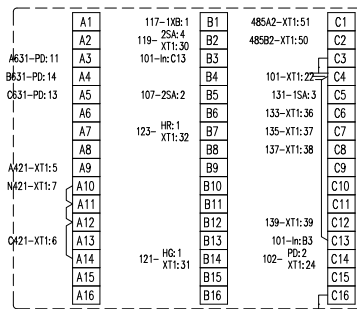 A1 117-1XB:1 B1 485A2-XT1:51 C1
A2 119- 2SA:4 XT1:30 B2 485B2-XT1:50 C2
A631-PD:11 A3 101-In:C13 B3 C3
B631-PD:14 A4 B4 101-XT1:22 C4
C631-PD:13 A5 107-2SA:2 B5 131-1SA:3 C5
A6 B6 133-XT1:36 C6
A7 123- HR:1 XT1:32 B7 135-XT1:37 C7
A8 B8 137-XT1:38 C8
A421-XT1:5 A9 B9 C9
N421-XT1:7 A10 B10 C10
A11 B11 C11
A12 B12 139-XT1:39 C12
C421-XT1:6 A13 B13 101-In:B3 C13
A14 121- HG:1 XT1:31 B14 102- PD:2 XT1:24 C14
A15 B15 C15
A16 B16 C16